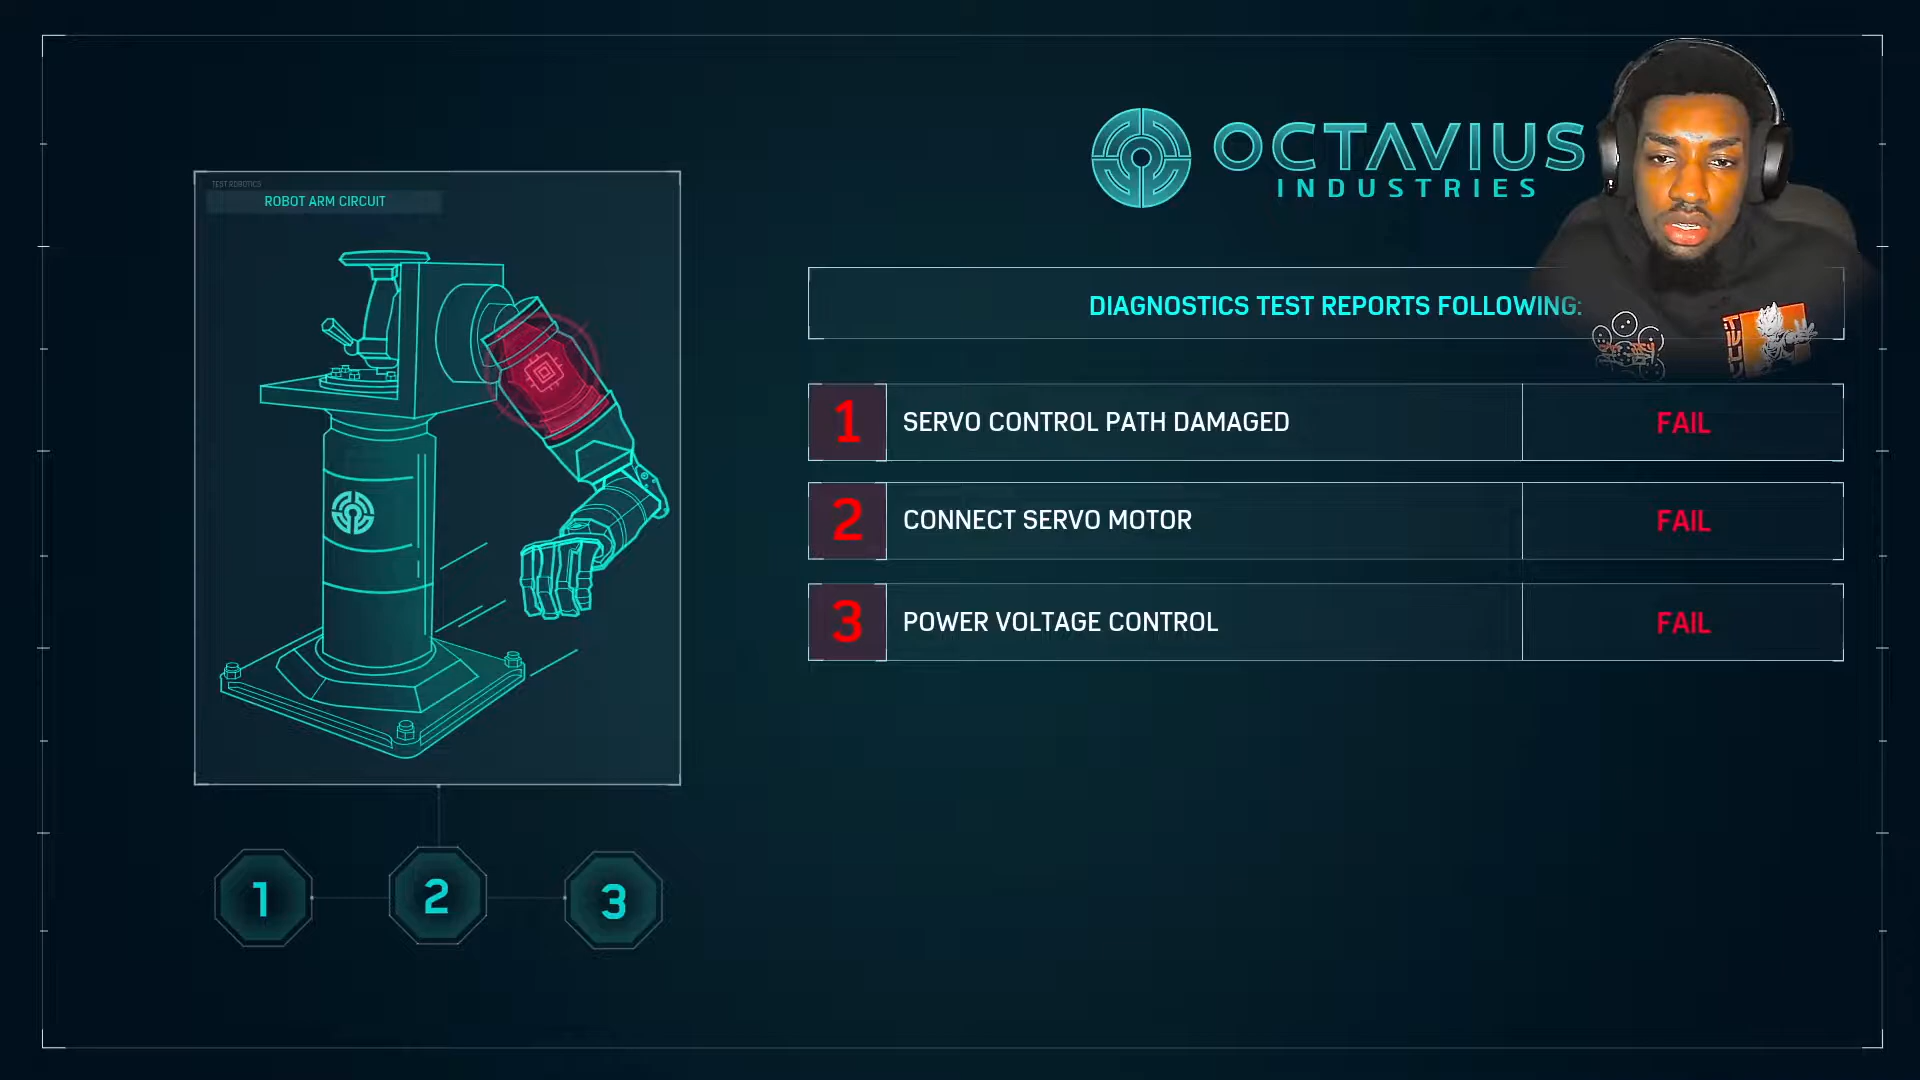 OCTAVIUS
INDUSTRIES
TEST ROBOTICS
ROBOT ARM CIRCUIT
DIAGNOSTICS TEST REPORTS FOLLOWING:
1 SERVO CONTROL PATH DAMAGED FAIL
2 CONNECT SERVO MOTOR FAIL
3 POWER VOLTAGE CONTROL FAIL
1 2 3